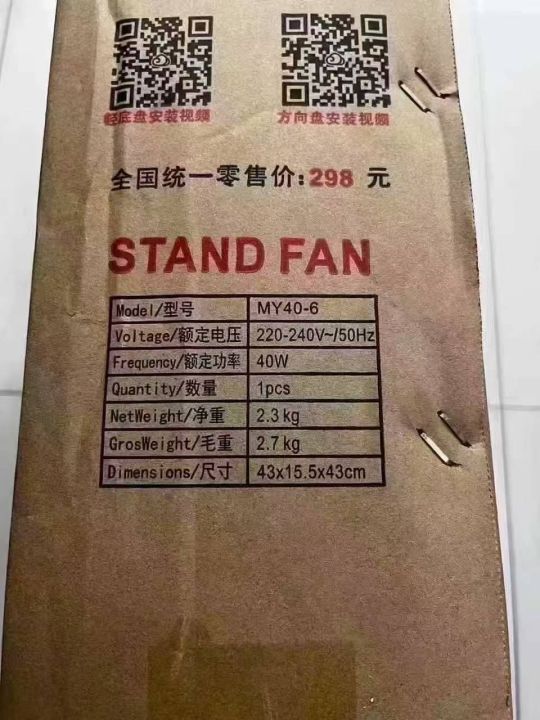 轻底盘安装视频
方向盘安装视频
全国统一零售价:298 元
STAND FAN
Model/型号 MY40-6
Voltage/额定电压 220-240V~/50Hz
Frequency/额定功率 40W
Quantity/数量 1pcs
NetWeight/净重 2.3kg
GrosWeight/毛重 2.7kg
Dimensions/尺寸 43x15.5x43cm